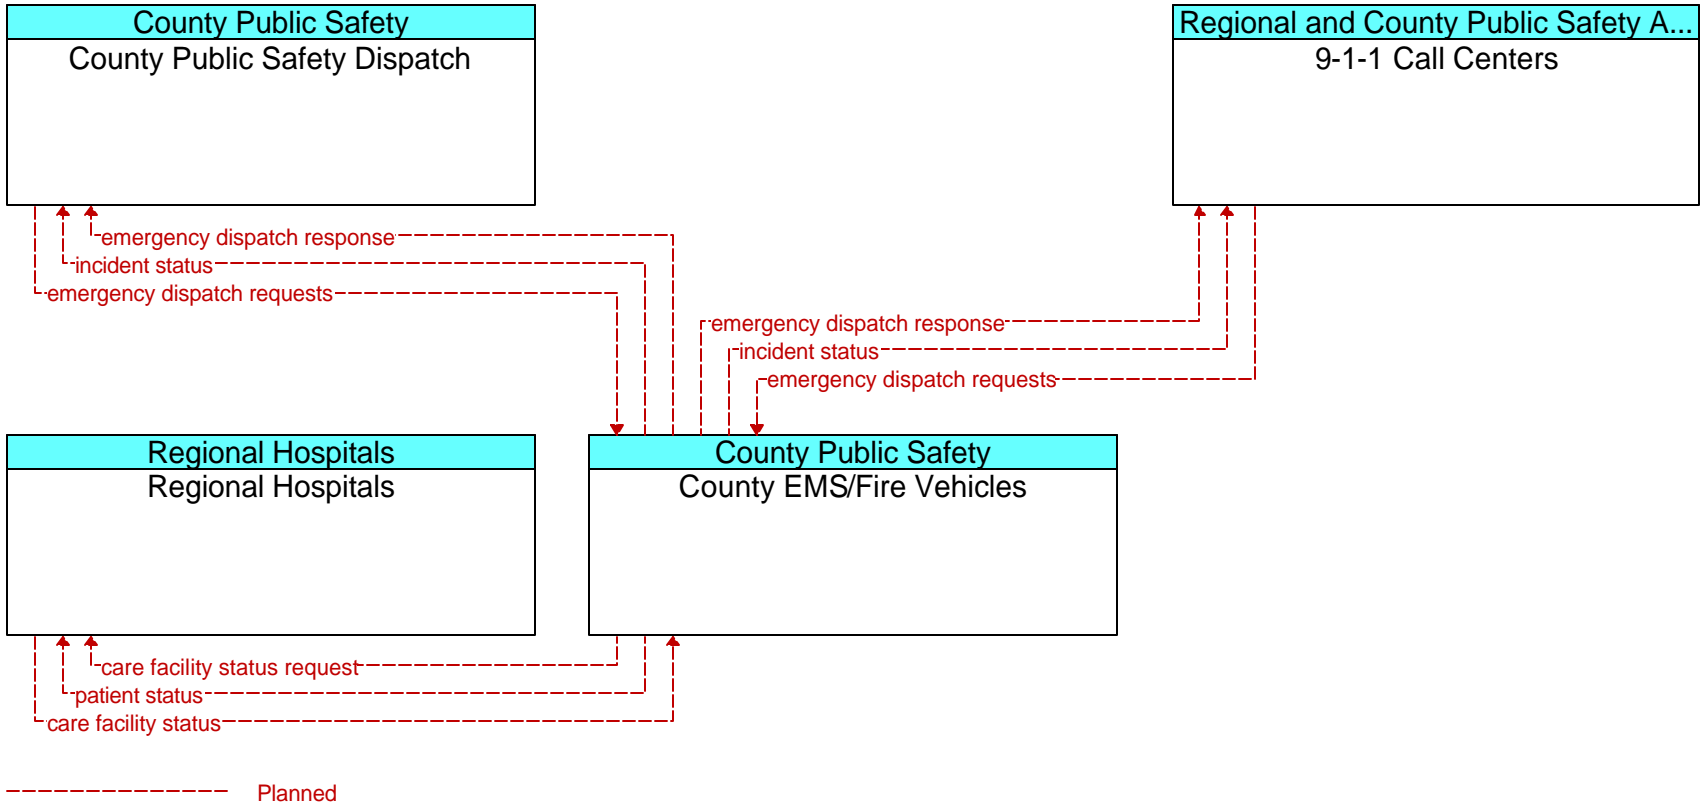 County Public Safety
County Public Safety Dispatch
Regional and County Public Safety A...
9-1-1 Call Centers
emergency dispatch response
incident status
emergency dispatch requests
emergency dispatch response
incident status
emergency dispatch requests
Regional Hospitals
Regional Hospitals
County Public Safety
County EMS/Fire Vehicles
care facility status request
patient status
care facility status
Planned